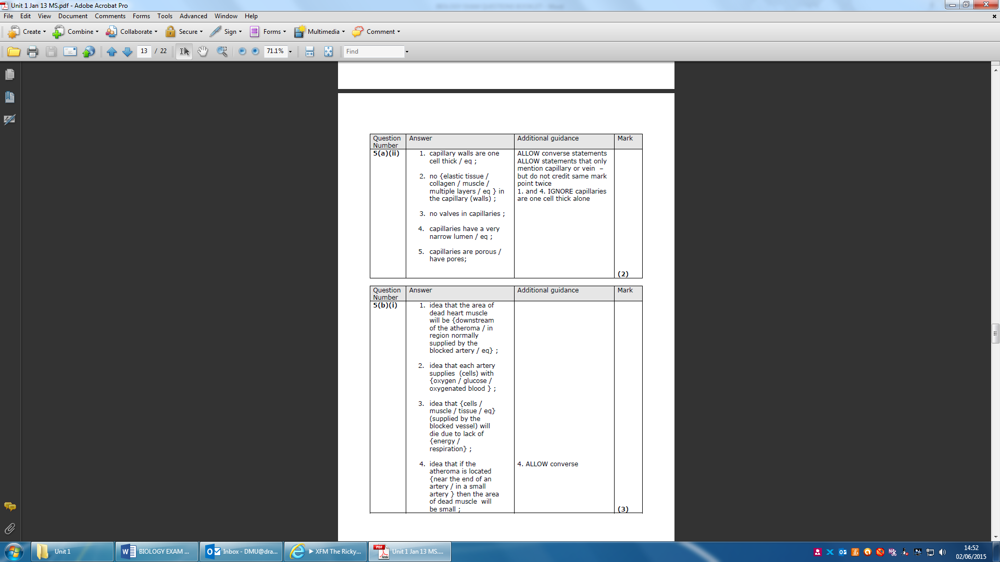 Unit 1 Jan 13 MS.pdf - Adobe Acrobat Pro
File Edit View Document Comments Forms Tools Advanced Window Help
Create Combine Collaborate Secure Sign Forms Multimedia Comment
13 / 22 71.1% Find
Question Number Answer Additional guidance Mark
5(a)(ii)
1. capillary walls are one
cell thick / eq ;
2. no {elastic tissue /
collagen / muscle /
multiple layers / eq } in
the capillary (walls) ;
3. no valves in capillaries ;
4. capillaries have a very
narrow lumen / eq ;
5. capillaries are porous /
have pores;
ALLOW converse statements
ALLOW statements that only
mention capillary or vein –
but do not credit same mark
point twice
1. and 4. IGNORE capillaries
are one cell thick alone
(2)
Question Number Answer Additional guidance Mark
5(b)(i)
1. idea that the area of
dead heart muscle
will be {downstream
of the atheroma / in
region normally
supplied by the
blocked artery / eq} ;
2. idea that each artery
supplies (cells) with
{oxygen / glucose /
oxygenated blood } ;
3. idea that {cells /
muscle / tissue / eq}
(supplied by the
blocked vessel) will
die due to lack of
{energy /
respiration} ;
4. idea that if the
atheroma is located
{near the end of an
artery / in a small
artery } then the area
of dead muscle will
be small ;
4. ALLOW converse
(3)
Unit 1
BIOLOGY EXAM ...
Inbox - DMU@dra...
XFM The Ricky...
Unit 1 Jan 13 MS....
14:52
02/06/2015